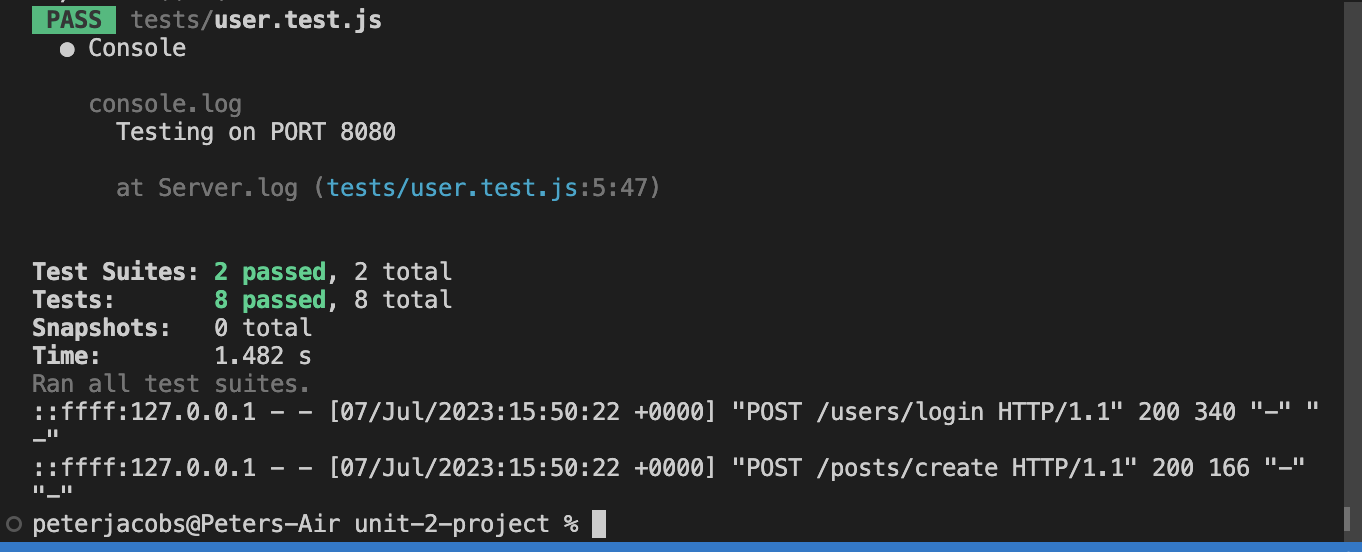 PASS tests/user.test.js
● Console
console.log
Testing on PORT 8080
at Server.log (tests/user.test.js:5:47)
Test Suites: 2 passed, 2 total
Tests: 8 passed, 8 total
Snapshots: 0 total
Time: 1.482 s
Ran all test suites.
::ffff:127.0.0.1 - - [07/Jul/2023:15:50:22 +0000] "POST /users/login HTTP/1.1" 200 340 "-" "
-"
::ffff:127.0.0.1 - - [07/Jul/2023:15:50:22 +0000] "POST /posts/create HTTP/1.1" 200 166 "-"
"-"
peterjacobs@Peters-Air unit-2-project %